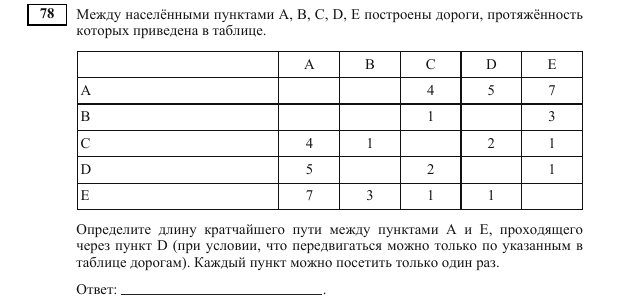 78
Между населёнными пунктами A, B, C, D, E построены дороги, протяжённость
которых приведена в таблице.
A B C D E
A 4 5 7
B 1 3
C 4 1 2 1
D 5 2 1
E 7 3 1 1
Определите длину кратчайшего пути между пунктами A и E, проходящего
через пункт D (при условии, что передвигаться можно только по указанным в
таблице дорогам). Каждый пункт можно посетить только один раз.
Ответ: ____________________.